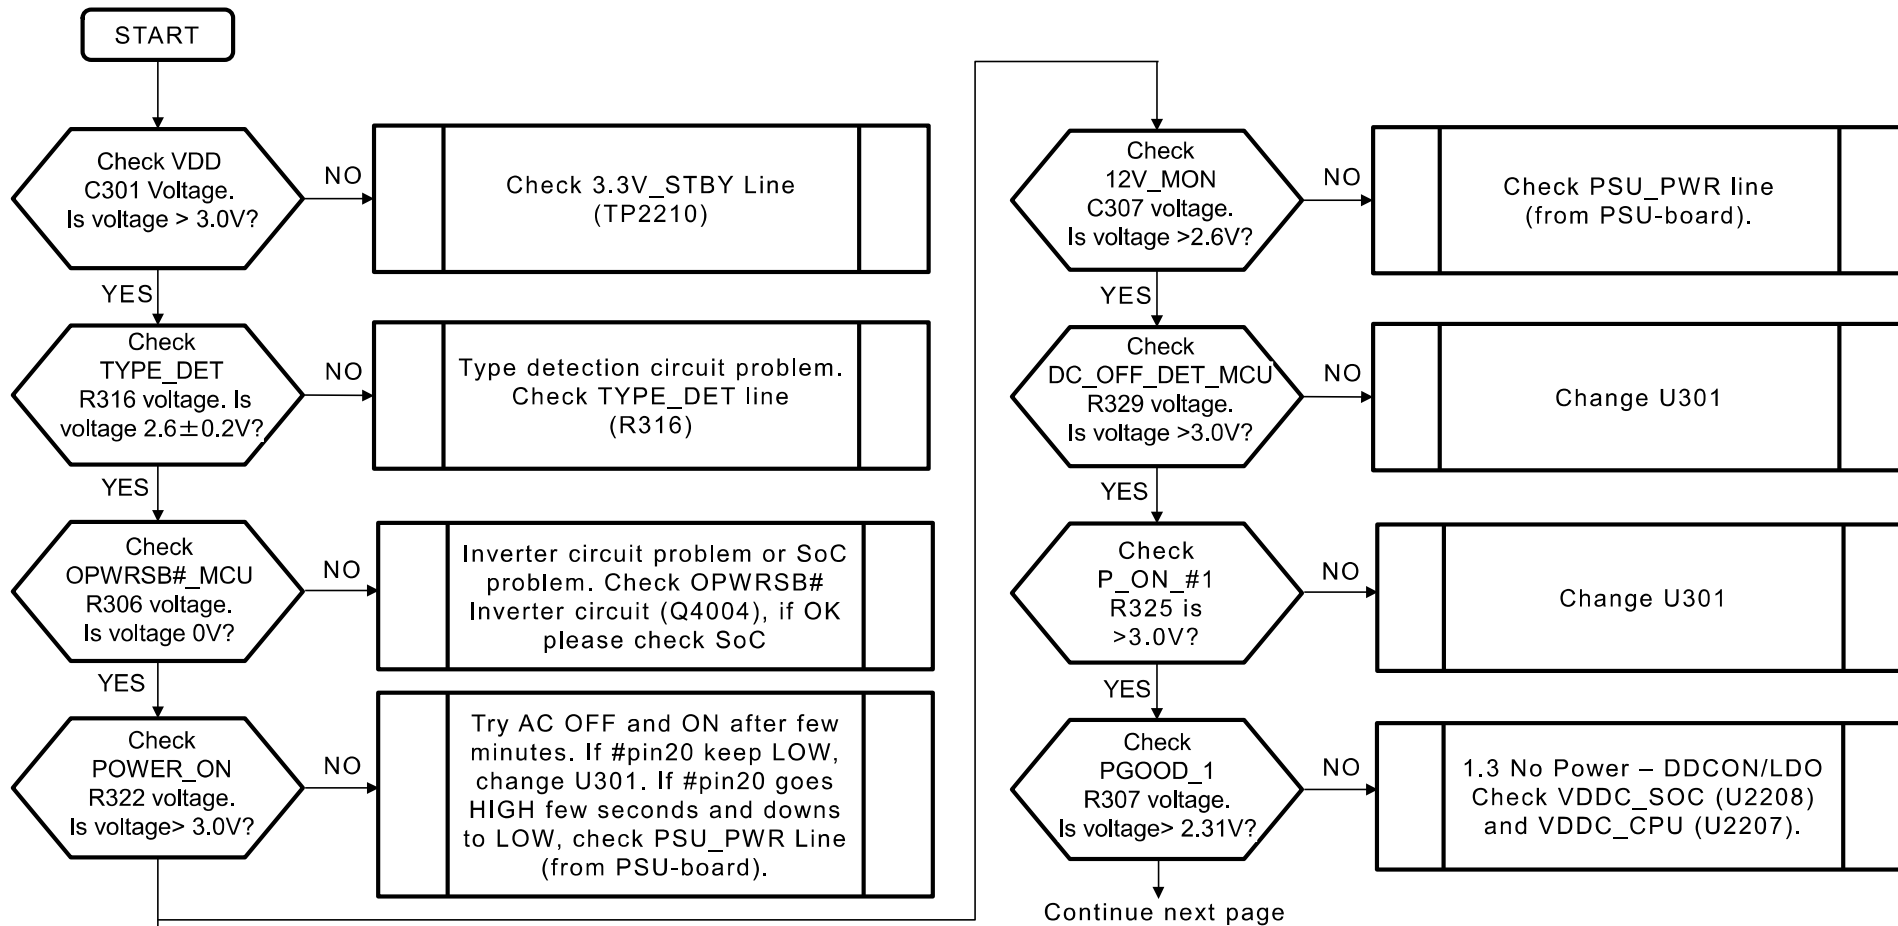 START
Check VDD
C301 Voltage.
Is voltage > 3.0V?
NO
Check 3.3V_STBY Line
(TP2210)
YES
Check
TYPE_DET
R316 voltage. Is
voltage 2.6±0.2V?
NO
Type detection circuit problem.
Check TYPE_DET line
(R316)
YES
Check
OPWRSB#_MCU
R306 voltage.
Is voltage 0V?
NO
Inverter circuit problem or SoC
problem. Check OPWRSB#
Inverter circuit (Q4004), if OK
please check SoC
YES
Check
POWER_ON
R322 voltage.
Is voltage> 3.0V?
NO
Try AC OFF and ON after few
minutes. If #pin20 keep LOW,
change U301. If #pin20 goes
HIGH few seconds and downs
to LOW, check PSU_PWR Line
(from PSU-board).
Check
12V_MON
C307 voltage.
Is voltage >2.6V?
NO
Check PSU_PWR line
(from PSU-board).
YES
Check
DC_OFF_DET_MCU
R329 voltage.
Is voltage >3.0V?
NO
Change U301
YES
Check
P_ON_#1
R325 is
>3.0V?
NO
Change U301
YES
Check
PGOOD_1
R307 voltage.
Is voltage> 2.31V?
NO
1.3 No Power – DDCON/LDO
Check VDDC_SOC (U2208)
and VDDC_CPU (U2207).
Continue next page